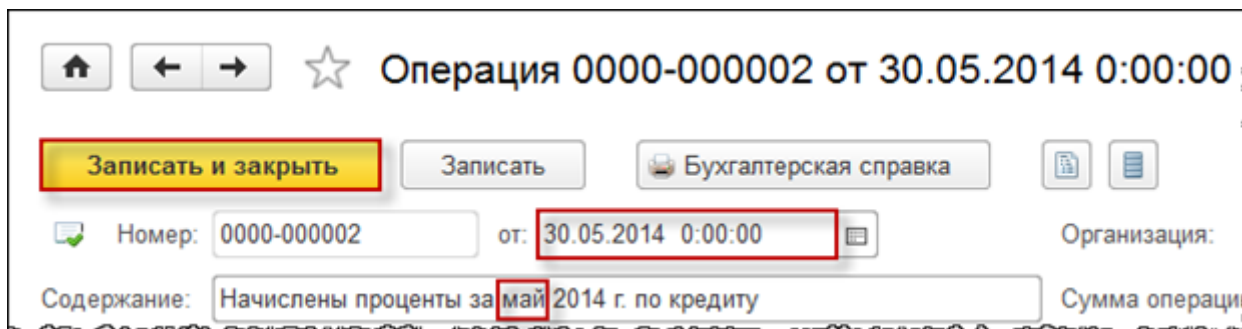 Операция 0000-000002 от 30.05.2014 0:00:00
Записать и закрыть Записать Бухгалтерская справка
Номер: 0000-000002 от: 30.05.2014 0:00:00 Организация:
Содержание: Начислены проценты за май 2014 г. по кредиту Сумма операции